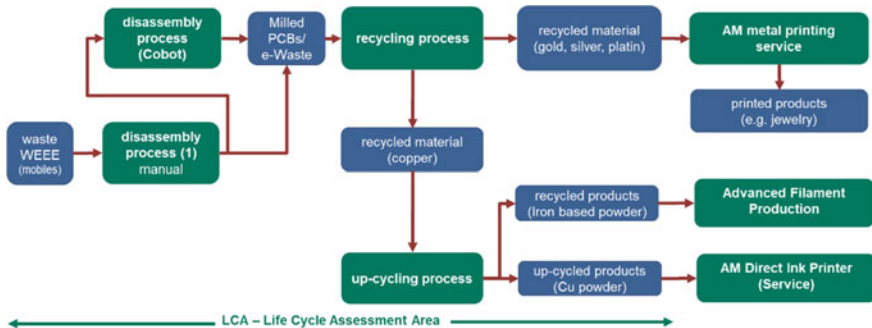 disassembly
process
(Cobot)
Milled
PCBs/
e-Waste
recycling process
recycled material
(gold, silver, platin)
AM metal printing
service
printed products
(e.g. jewelry)
waste
WEEE
(mobiles)
disassembly
process (1)
manual
recycled material
(copper)
recycled products
(Iron based powder)
Advanced Filament
Production
up-cycling process
up-cycled products
(Cu powder)
AM Direct Ink Printer
(Service)
LCA – Life Cycle Assessment Area